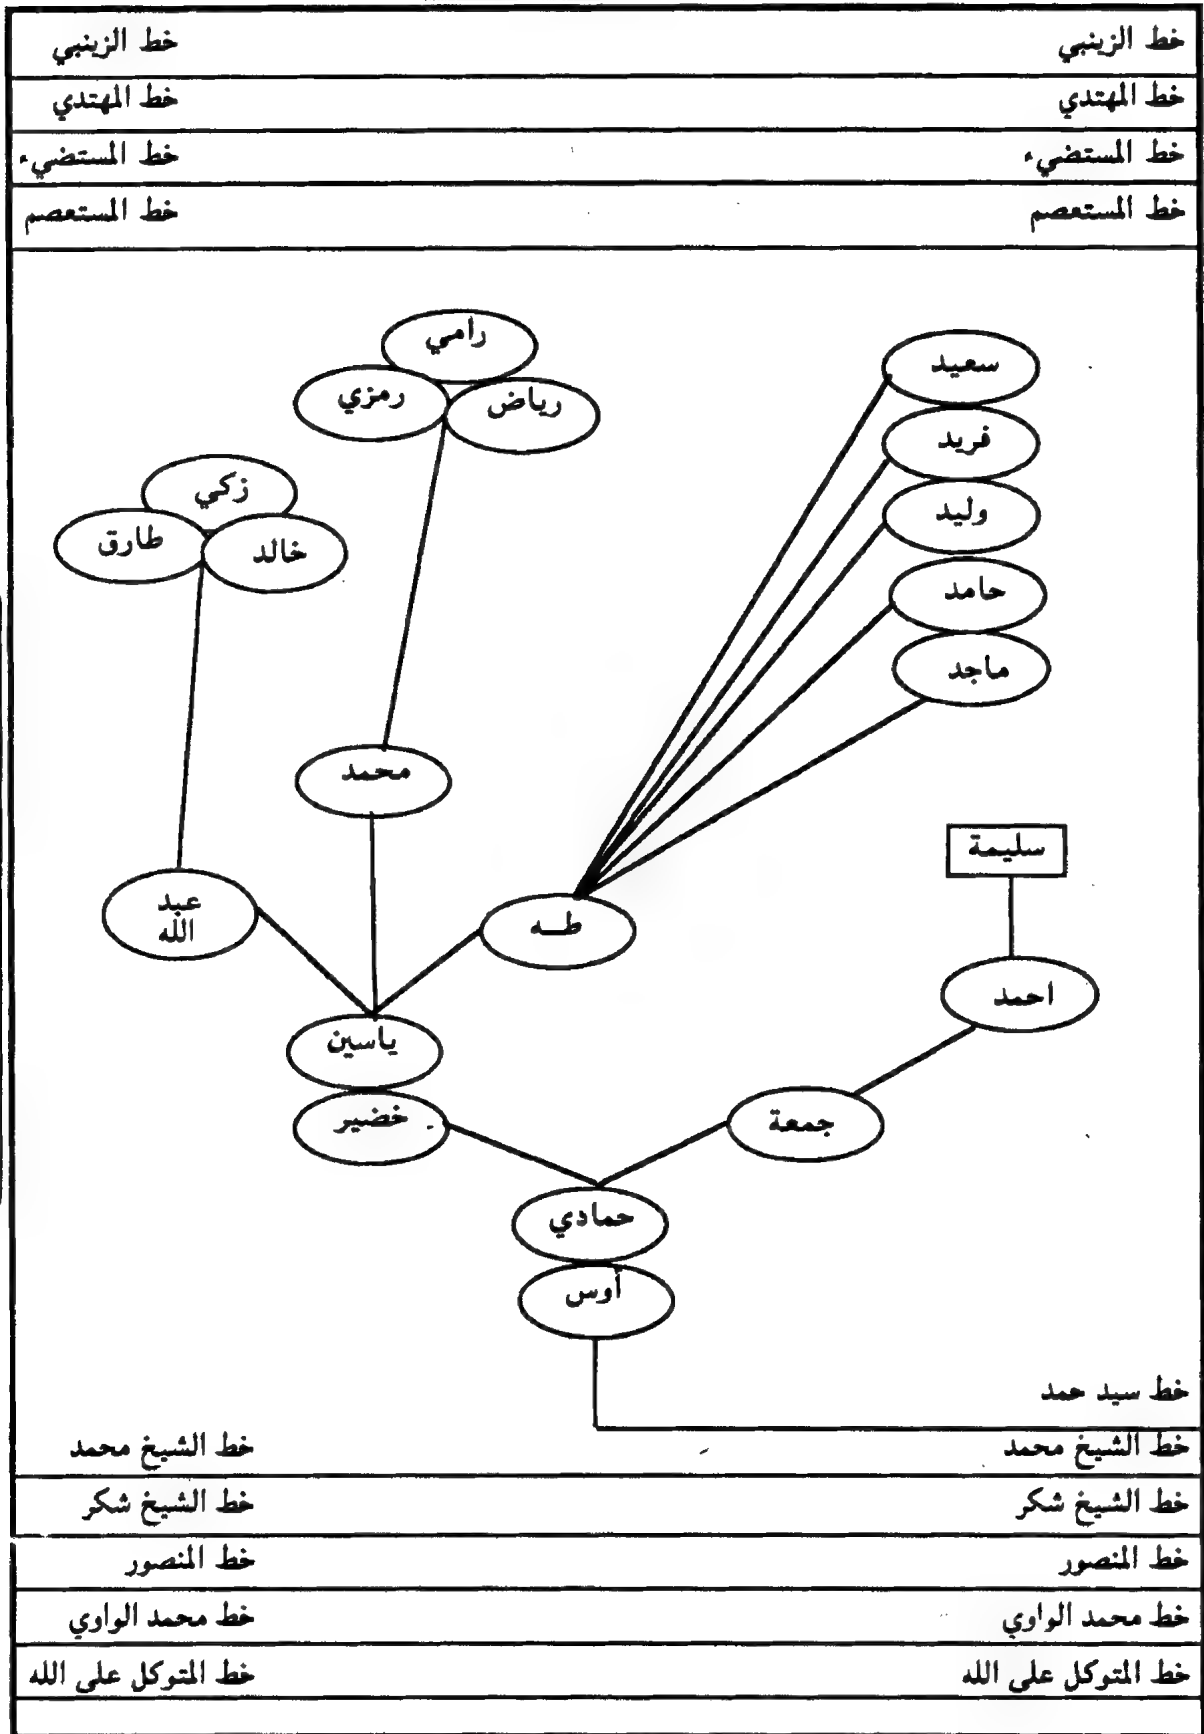 خط الزينبي خط الزينبي
خط المهتدي خط المهتدي
خط المستضيء خط المستضيء
خط المستعصم خط المستعصم
سعيد
فريد
وليد
حامد
ماجد
رامي
رياض
رمزي
زكي
خالد
طارق
محمد
سليمة
طه
عبد
الله
احمد
ياسين
جمعة
خضير
حمادي
أوس
خط سيد حمد
خط الشيخ محمد خط الشيخ محمد
خط الشيخ شكر خط الشيخ شكر
خط المنصور خط المنصور
خط محمد الواوي خط محمد الواوي
خط المتوكل على الله خط المتوكل على الله